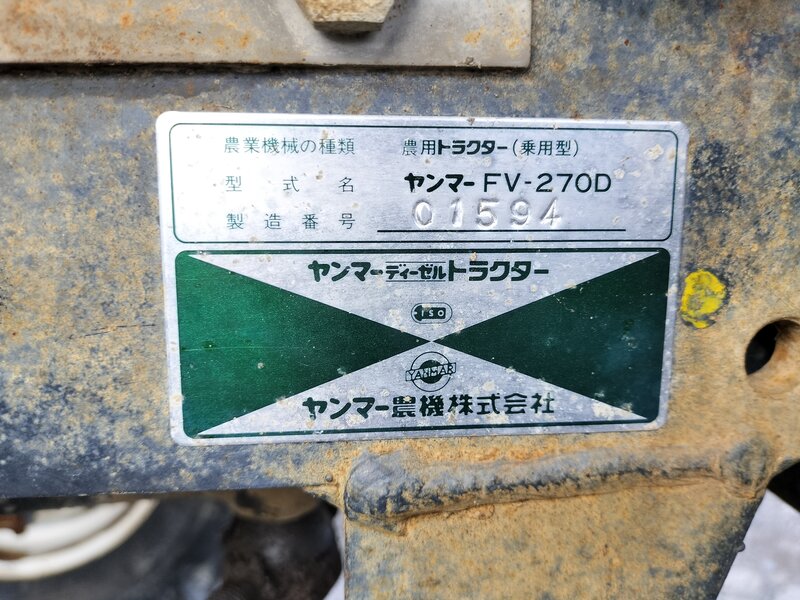 農業機械の種類 農用トラクター(乗用型)
型式名 ヤンマー FV-270D
製造番号 01594
ヤンマーディーゼルトラクター
ISO
YANMAR
ヤンマー農機株式会社